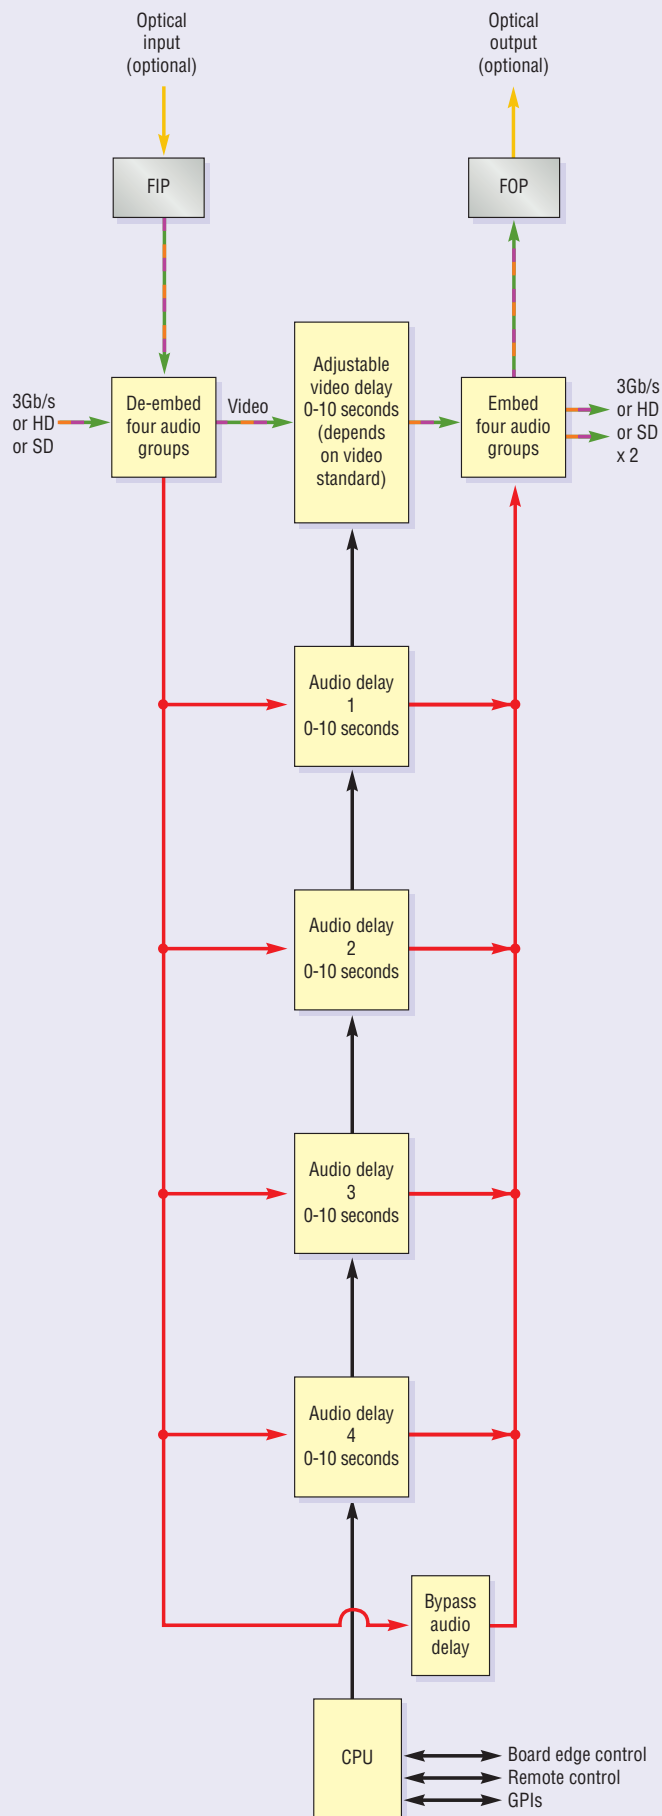 Optical
input
(optional)
Optical
output
(optional)
FIP
FOP
3Gb/s
or HD
or SD
De-embed
four audio
groups
Video
Adjustable
video delay
0-10 seconds
(depends
on video
standard)
Embed
four audio
groups
3Gb/s
or HD
or SD
x 2
Audio delay
1
0-10 seconds
Audio delay
2
0-10 seconds
Audio delay
3
0-10 seconds
Audio delay
4
0-10 seconds
Bypass
audio
delay
CPU
Board edge control
Remote control
GPIs